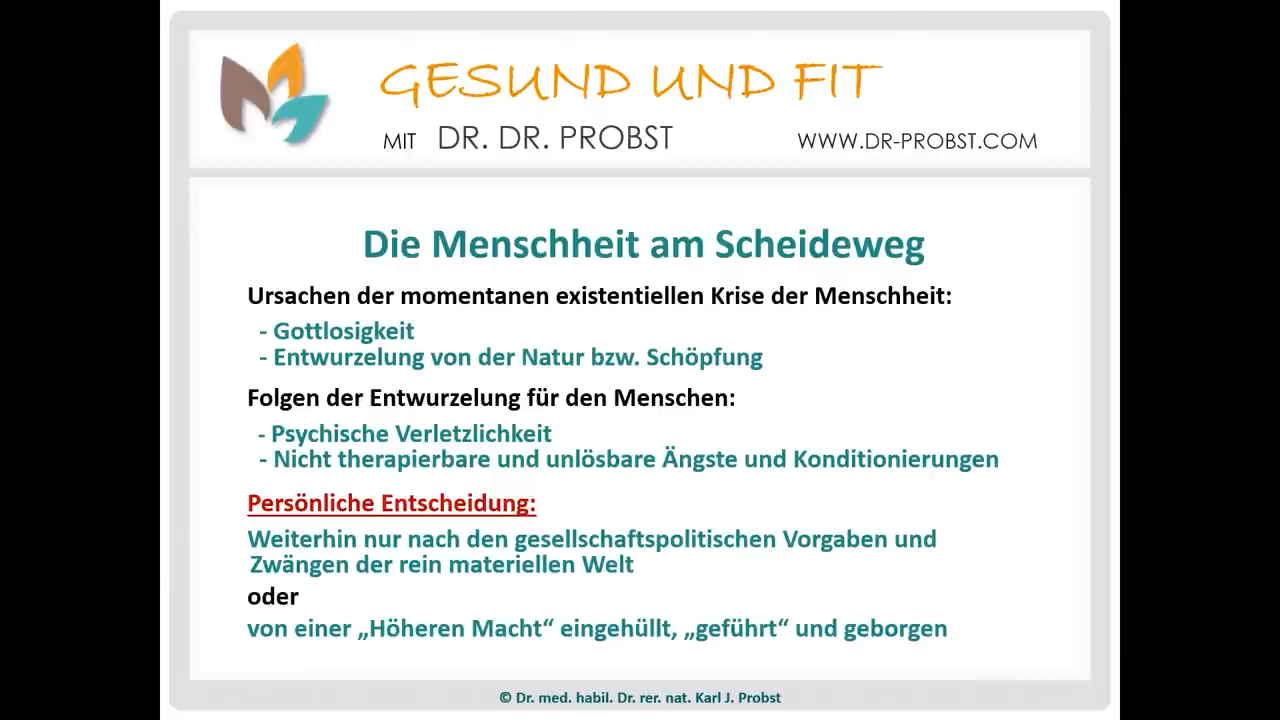 GESUND UND FIT
MIT DR. DR. PROBST WWW.DR-PROBST.COM
Die Menschheit am Scheideweg
Ursachen der momentanen existentiellen Krise der Menschheit:
- Gottlosigkeit
- Entwurzelung von der Natur bzw. Schöpfung
Folgen der Entwurzelung für den Menschen:
- Psychische Verletzlichkeit
- Nicht therapierbare und unlösbare Ängste und Konditionierungen
Persönliche Entscheidung:
Weiterhin nur nach den gesellschaftspolitischen Vorgaben und
Zwängen der rein materiellen Welt
oder
von einer „Höheren Macht“ eingehüllt, „geführt“ und geborgen
© Dr. med. habil. Dr. rer. nat. Karl J. Probst